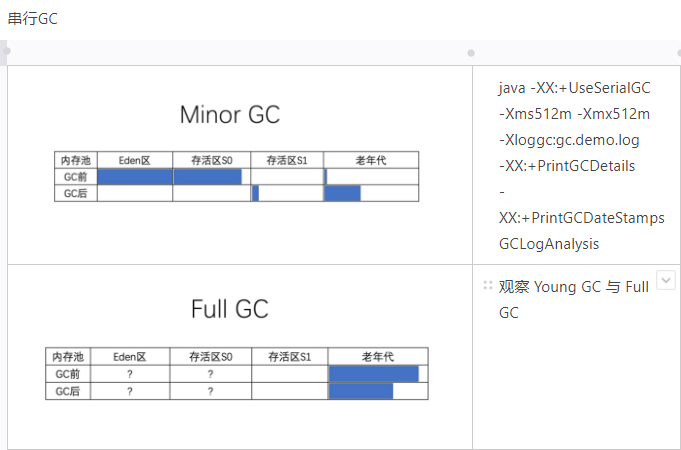 串行GC
Minor GC
内存池 Eden区 存活区S0 存活区S1 老年代
GC前
GC后
java -XX:+UseSerialGC
-Xms512m -Xmx512m
-Xloggc:gc.demo.log
-XX:+PrintGCDetails
-
XX:+PrintGCDateStamps
GCLogAnalysis
Full GC
内存池 Eden区 存活区S0 存活区S1 老年代
GC前 ? ?
GC后 ? ?
观察 Young GC 与 Full
GC